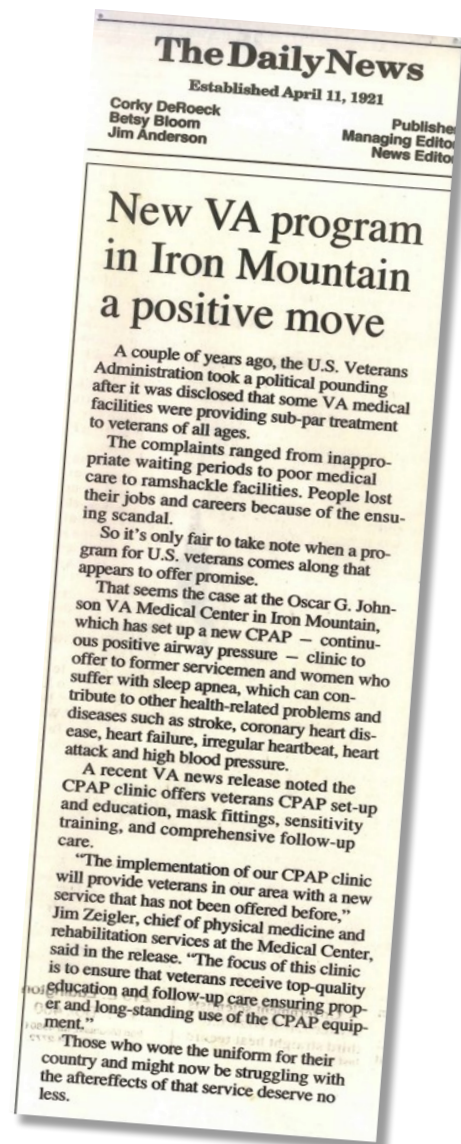 The Daily News
Established April 11, 1921
Corky DeRoeck
Betsy Bloom
Jim Anderson
Publisher
Managing Editor
News Editor
New VA program
in Iron Mountain
a positive move
A couple of years ago, the U.S. Veterans
Administration took a political pounding
after it was disclosed that some VA medical
facilities were providing sub-par treatment
to veterans of all ages.
The complaints ranged from inappro-
priate waiting periods to poor medical
care to ramshackle facilities. People lost
their jobs and careers because of the ensu-
ing scandal.
So it's only fair to take note when a pro-
gram for U.S. veterans comes along that
appears to offer promise.
That seems the case at the Oscar G. John-
son VA Medical Center in Iron Mountain,
which has set up a new CPAP — continu-
ous positive airway pressure — clinic to
offer to former servicemen and women who
suffer with sleep apnea, which can con-
tribute to other health-related problems and
diseases such as stroke, coronary heart dis-
ease, heart failure, irregular heartbeat, heart
attack and high blood pressure.
A recent VA news release noted the
CPAP clinic offers veterans CPAP set-up
and education, mask fittings, sensitivity
training, and comprehensive follow-up
care.
"The implementation of our CPAP clinic
will provide veterans in our area with a new
service that has not been offered before,"
Jim Zeigler, chief of physical medicine and
rehabilitation services at the Medical Center,
said in the release. "The focus of this clinic
is to ensure that veterans receive top-quality
education and follow-up care ensuring prop-
er and long-standing use of the CPAP equip-
ment."
Those who wore the uniform for their
country and might now be struggling with
the aftereffects of that service deserve no
less.